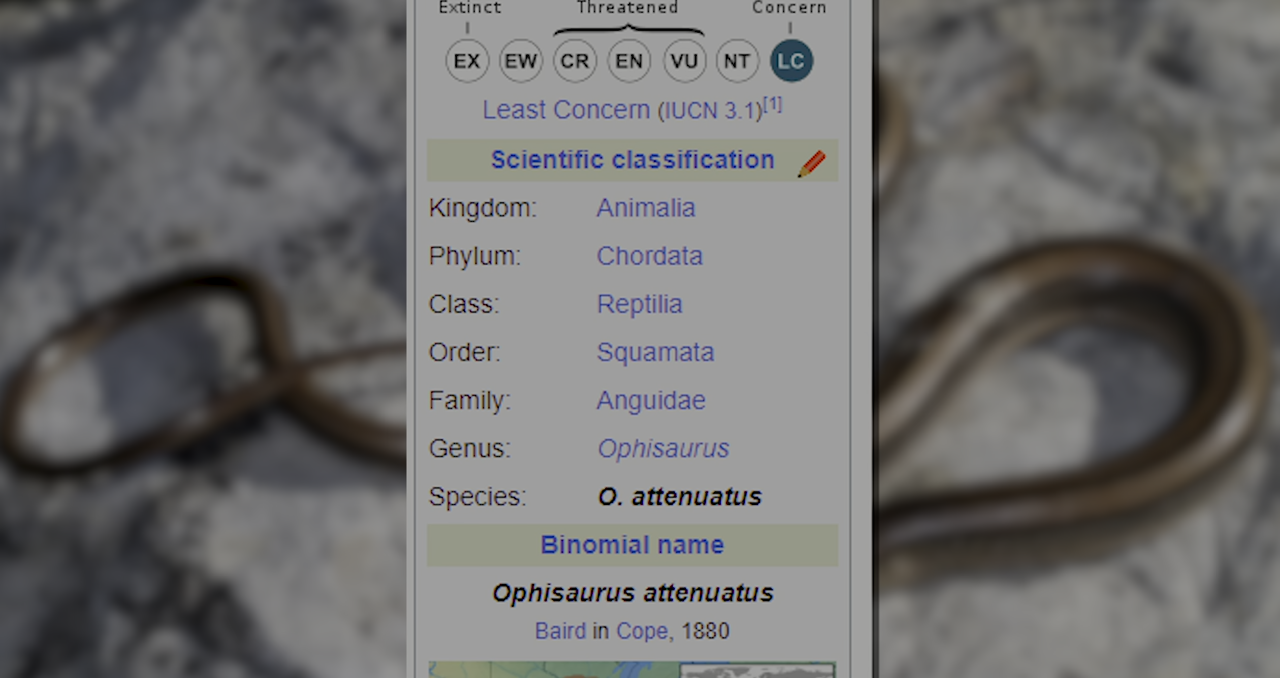 Extinct Threatened Concern
EX EW CR EN VU NT LC
Least Concern (IUCN 3.1)[1]
Scientific classification
Kingdom: Animalia
Phylum: Chordata
Class: Reptilia
Order: Squamata
Family: Anguidae
Genus: Ophisaurus
Species: O. attenuatus
Binomial name
Ophisaurus attenuatus
Baird in Cope, 1880